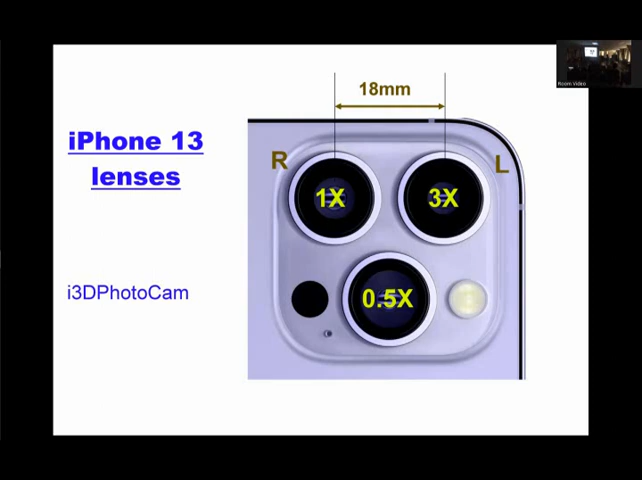 18mm
iPhone 13
lenses
R
L
1X
3X
i3DPhotoCam
0.5X
Room Video